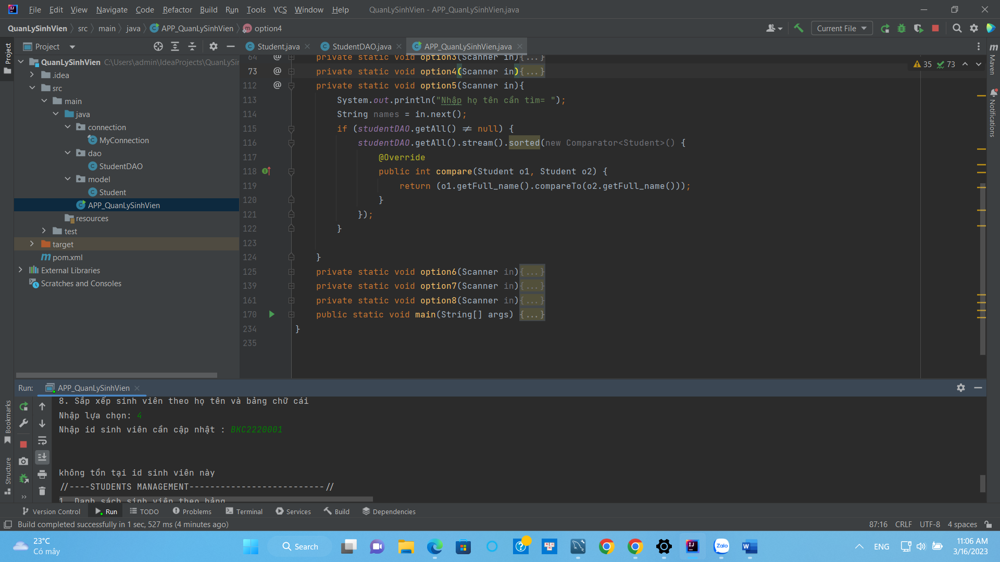 File Edit View Navigate Code Refactor Build Run Tools VCS Window Help QuanLySinhVien - APP_QuanLySinhVien.java
QuanLySinhVien src main java APP_QuanLySinhVien option4 Current File
Project Student.java StudentDAO.java APP_QuanLySinhVien.java
Project
Maven
Notifications
Bookmarks
Structure
QuanLySinhVien C:\Users\admin\IdeaProjects\QuanLySi
.idea
src
main
java
connection
MyConnection
dao
StudentDAO
model
Student
APP_QuanLySinhVien
resources
test
target
pom.xml
External Libraries
Scratches and Consoles
35 73
64 @ private static void option3(Scanner in){...}
73 @ private static void option4(Scanner in){...}
112 @ private static void option5(Scanner in){
113 System.out.println("Nhập họ tên cần tìm= ");
114 String names = in.next();
115 if (studentDAO.getAll() ≠ null) {
116 studentDAO.getAll().stream().sorted(new Comparator<Student>() {
117 @Override
118 public int compare(Student o1, Student o2) {
119 return (o1.getFull_name().compareTo(o2.getFull_name()));
120 }
121 });
122 }
123
124 }
125 private static void option6(Scanner in){...}
139 private static void option7(Scanner in){...}
161 private static void option8(Scanner in){...}
170 public static void main(String[] args) {...}
234 }
235
Run: APP_QuanLySinhVien
8. Sắp xếp sinh viên theo họ tên và bảng chữ cái
Nhập lựa chọn: 4
Nhập id sinh viên cần cập nhật : BKC2220001
không tồn tại id sinh viên này
//----STUDENTS MANAGEMENT--------------------------//
1. Danh sách sinh viên theo bảng
Version Control Run TODO Problems Terminal Services Build Dependencies
Build completed successfully in 1 sec, 527 ms (4 minutes ago) 87:16 CRLF UTF-8 4 spaces
23°C
Có mây
Search
Zalo
ENG
11:06 AM
3/16/2023